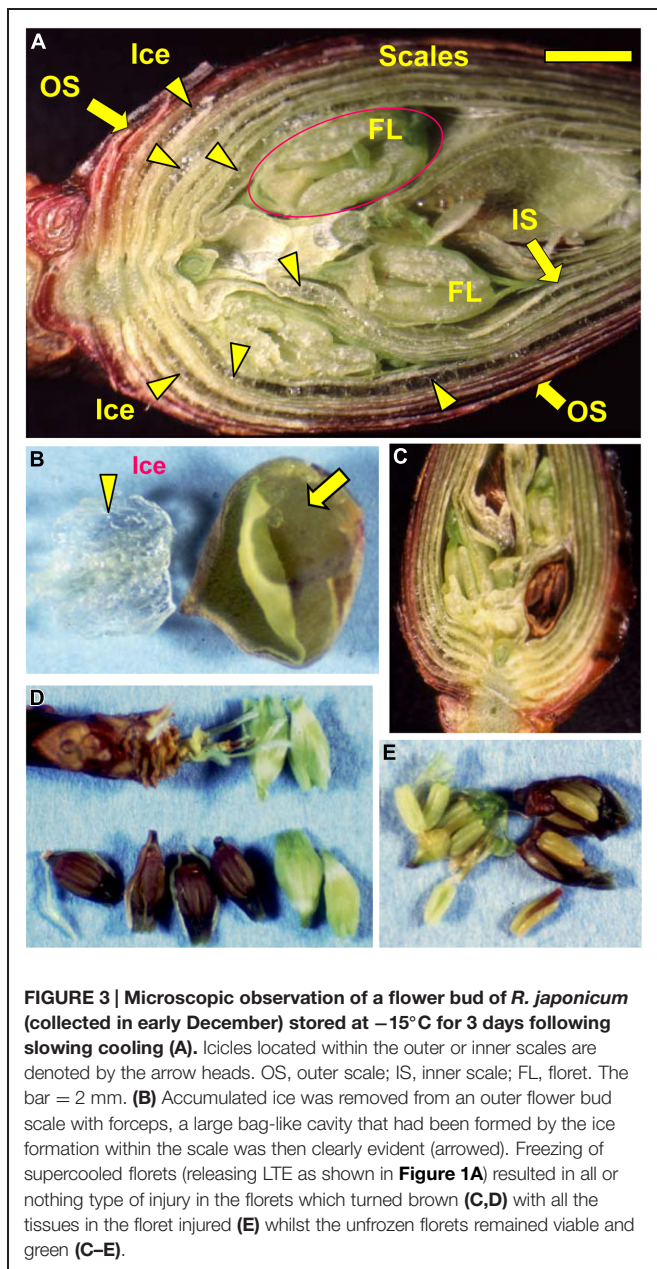 A
Ice
Scales
OS
FL
IS
FL
Ice
OS
B
Ice
C
D
E
FIGURE 3 | Microscopic observation of a flower bud of R. japonicum
(collected in early December) stored at −15°C for 3 days following
slowing cooling (A). Icicles located within the outer or inner scales are
denoted by the arrow heads. OS, outer scale; IS, inner scale; FL, floret. The
bar = 2 mm. (B) Accumulated ice was removed from an outer flower bud
scale with forceps, a large bag-like cavity that had been formed by the ice
formation within the scale was then clearly evident (arrowed). Freezing of
supercooled florets (releasing LTE as shown in Figure 1A) resulted in all or
nothing type of injury in the florets which turned brown (C,D) with all the
tissues in the floret injured (E) whilst the unfrozen florets remained viable and
green (C–E).